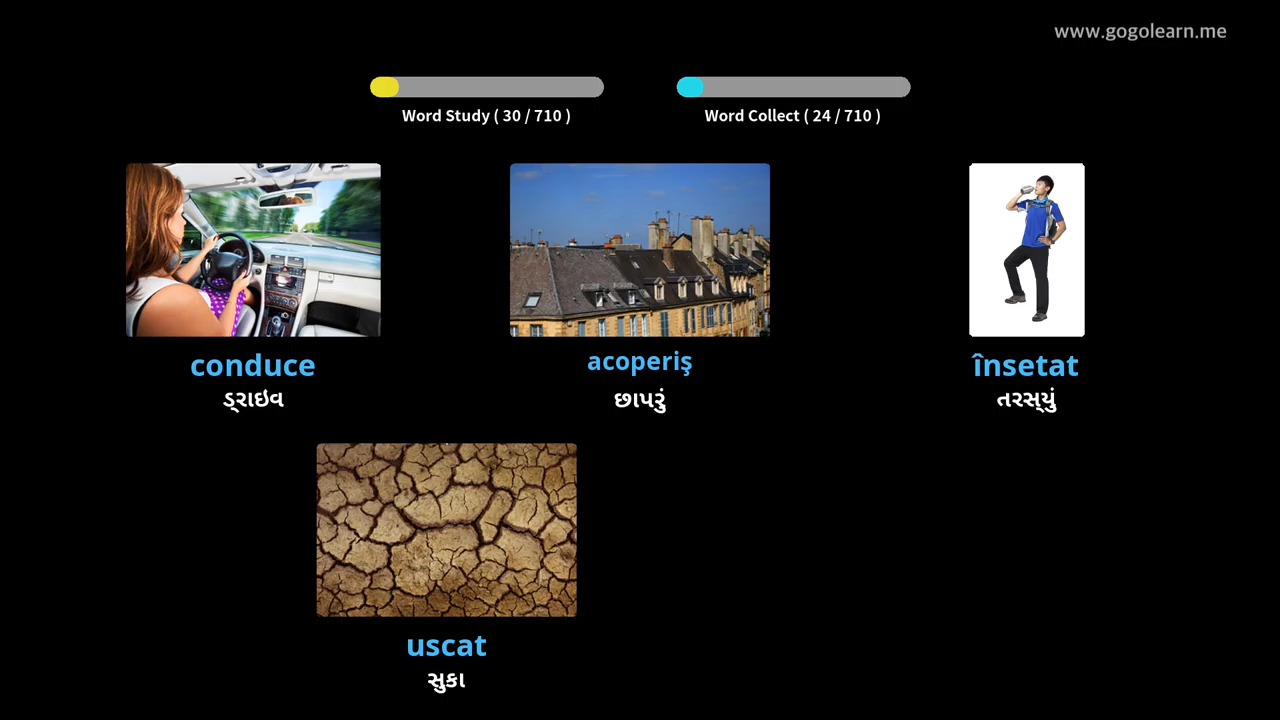 www.gogolearn.me
Word Study ( 30 / 710 )
Word Collect ( 24 / 710 )
conduce
ડ્રાઇવ
acoperiş
છાપરું
însetat
તરસ્યું
uscat
સુકા